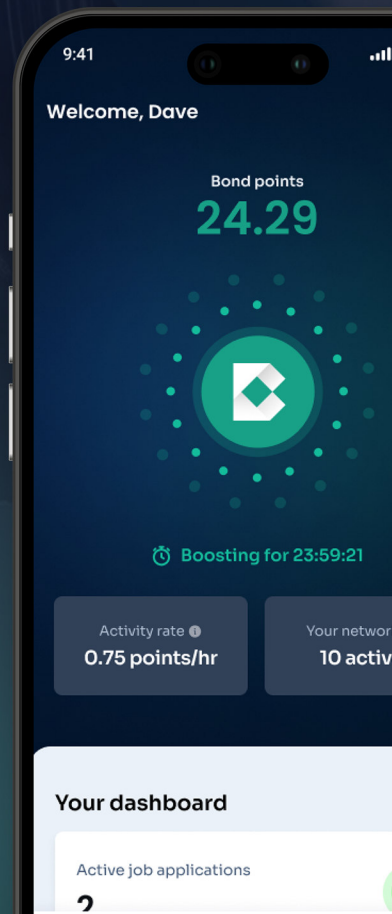 9:41
Welcome, Dave
Bond points
24.29
Boosting for 23:59:21
Activity rate
0.75 points/hr
Your networ
10 activ
Your dashboard
Active job applications
2